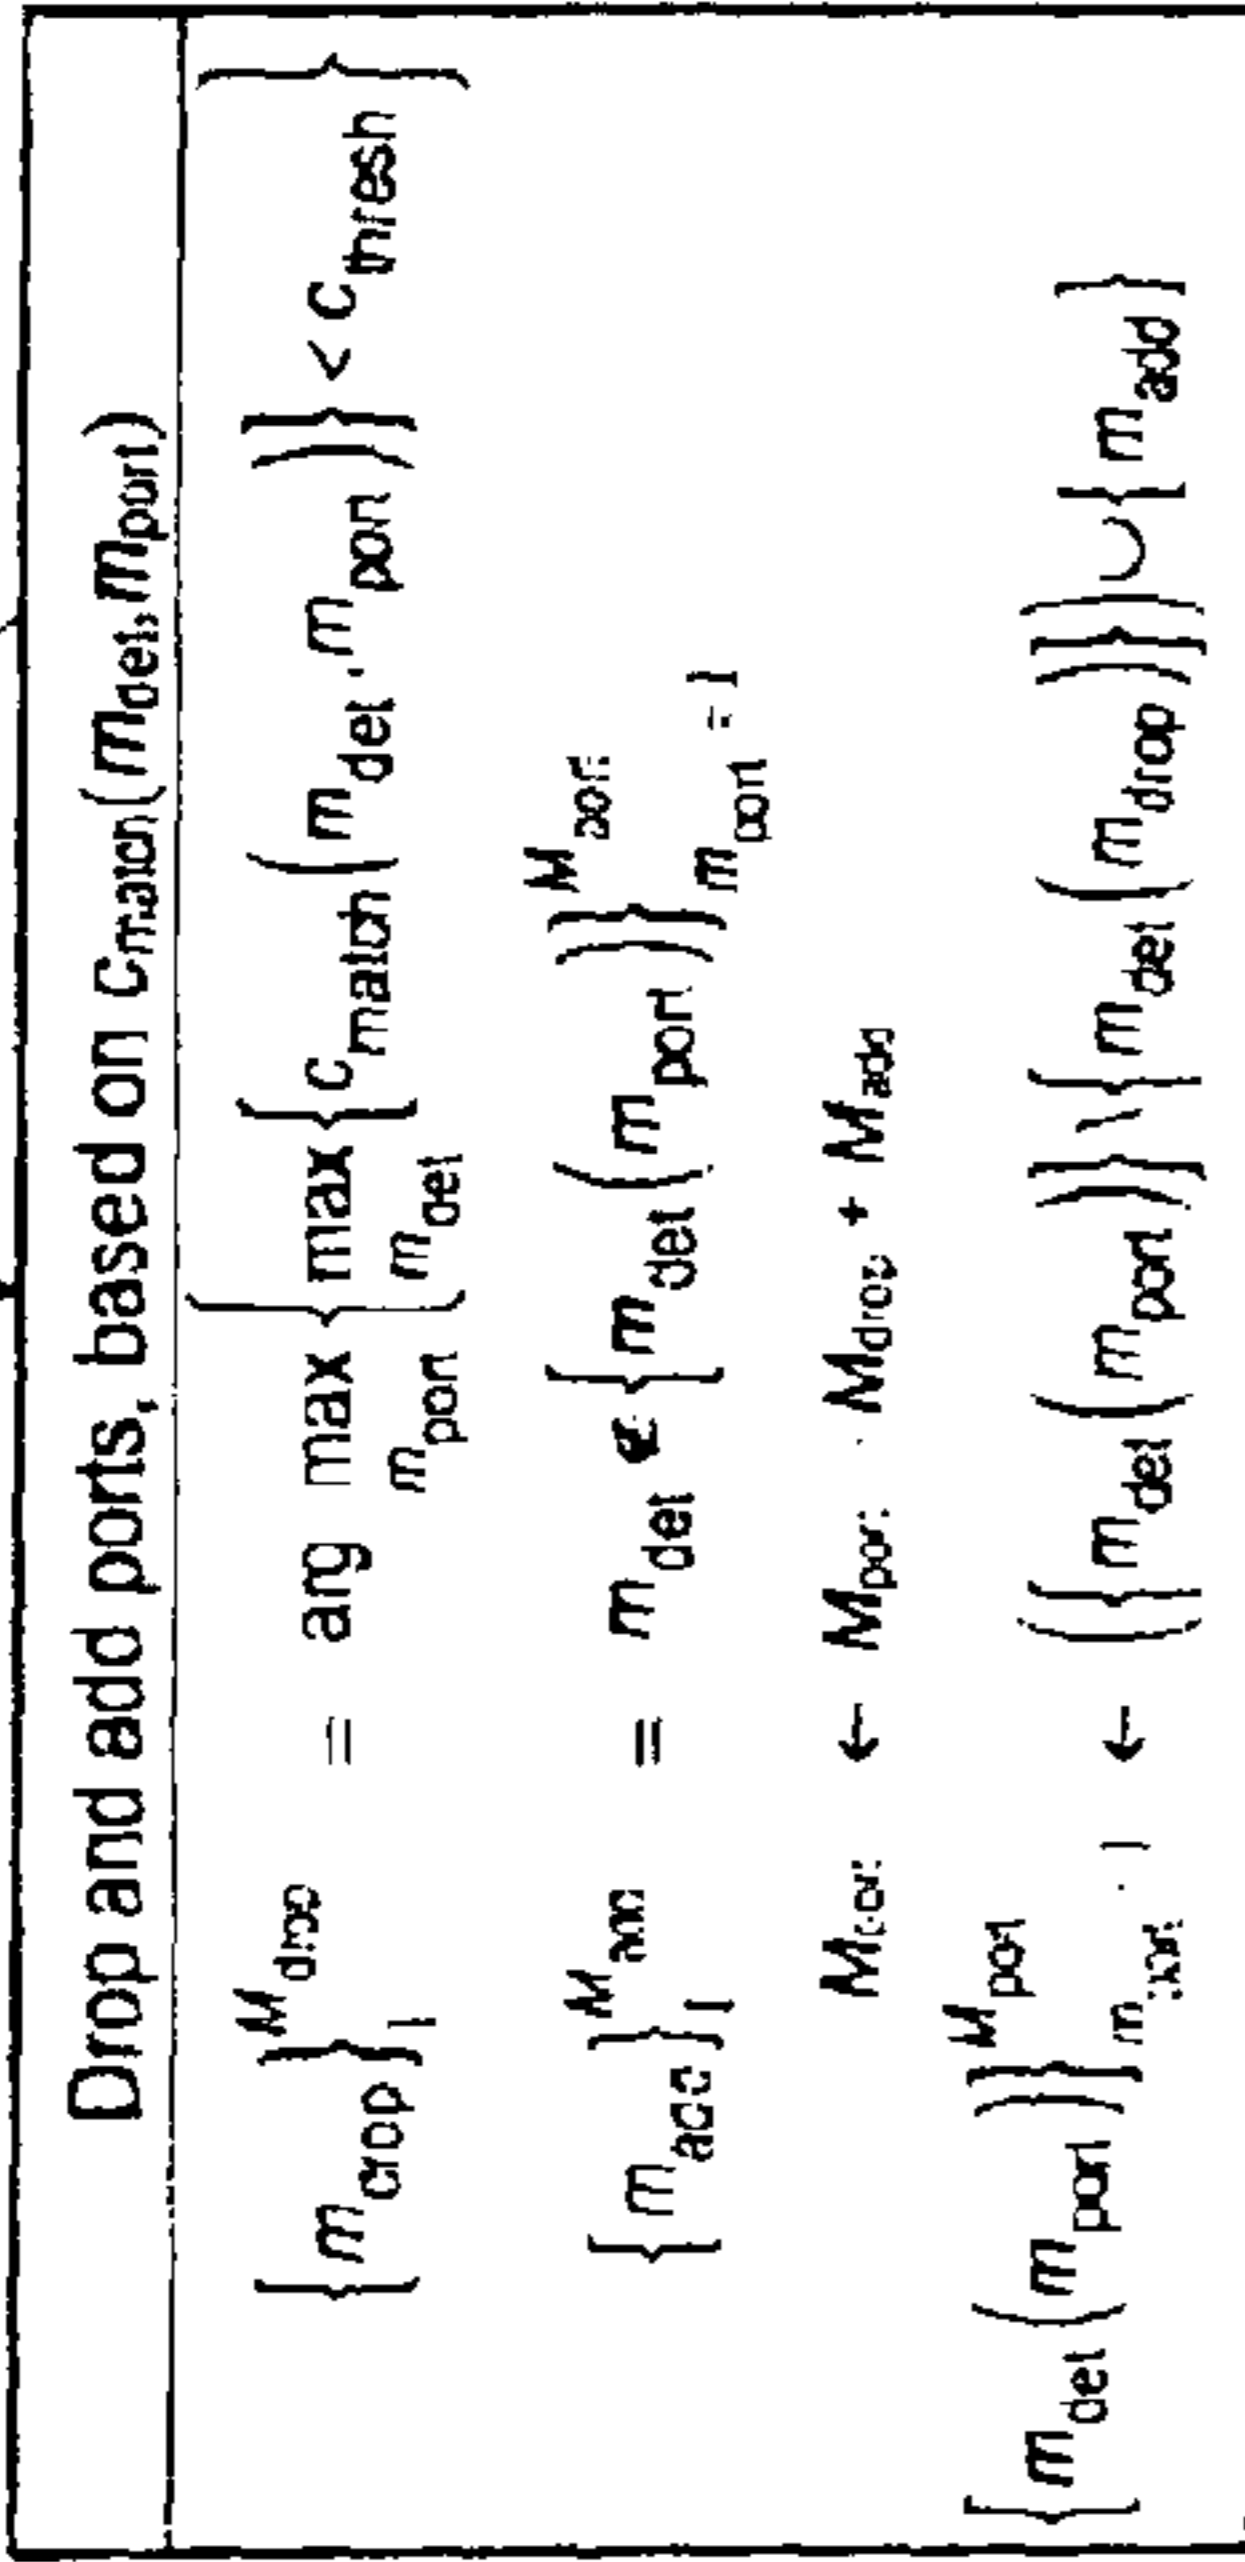 Drop and add ports, based on c_match(m_det, m_port)
{m_drop}_1^{M_drop} = arg max_{m_port} { max_{m_det} { c_match ( m_det, m_port ) } < c_thresh }
{m_add}_1^{M_add} = m_det ∉ { m_det ( m_port ) }_{m_port = 1}^{M_port}
M_port ← M_port - M_drop + M_add
{ m_det ( m_port ) }_{m_port = 1}^{M_port} ← ( { m_det ( m_port ) } \ { m_det ( m_drop ) } ) ∪ { m_add }